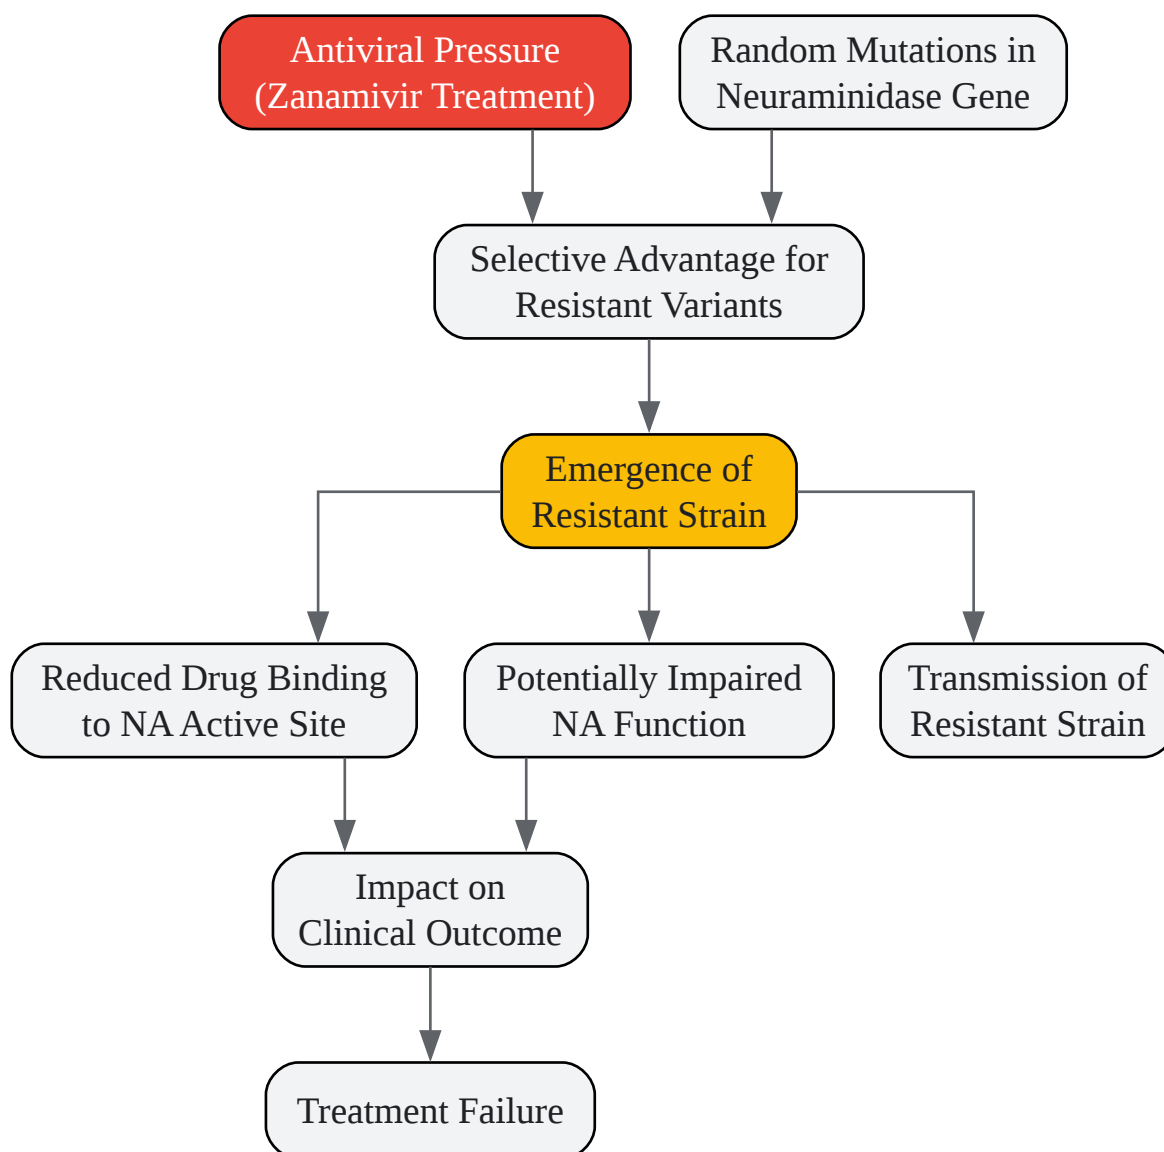 Antiviral Pressure
(Zanamivir Treatment)
Random Mutations in
Neuraminidase Gene
Selective Advantage for
Resistant Variants
Emergence of
Resistant Strain
Reduced Drug Binding
to NA Active Site
Potentially Impaired
NA Function
Transmission of
Resistant Strain
Impact on
Clinical Outcome
Treatment Failure